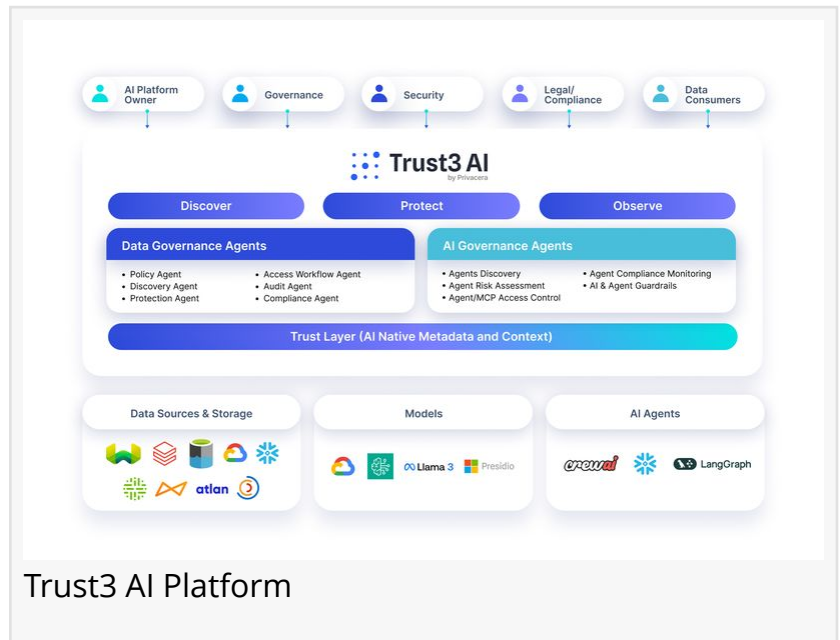 AI Platform
Owner
Governance
Security
Legal/
Compliance
Data
Consumers
Trust3 AI
by Privacera
Discover
Protect
Observe
Data Governance Agents
• Policy Agent
• Discovery Agent
• Protection Agent
• Access Workflow Agent
• Audit Agent
• Compliance Agent
AI Governance Agents
• Agents Discovery
• Agent Risk Assessment
• Agent/MCP Access Control
• Agent Compliance Monitoring
• AI & Agent Guardrails
Trust Layer (AI Native Metadata and Context)
Data Sources & Storage
atlan
Models
Llama 3
Presidio
AI Agents
crewai
LangGraph
Trust3 AI Platform